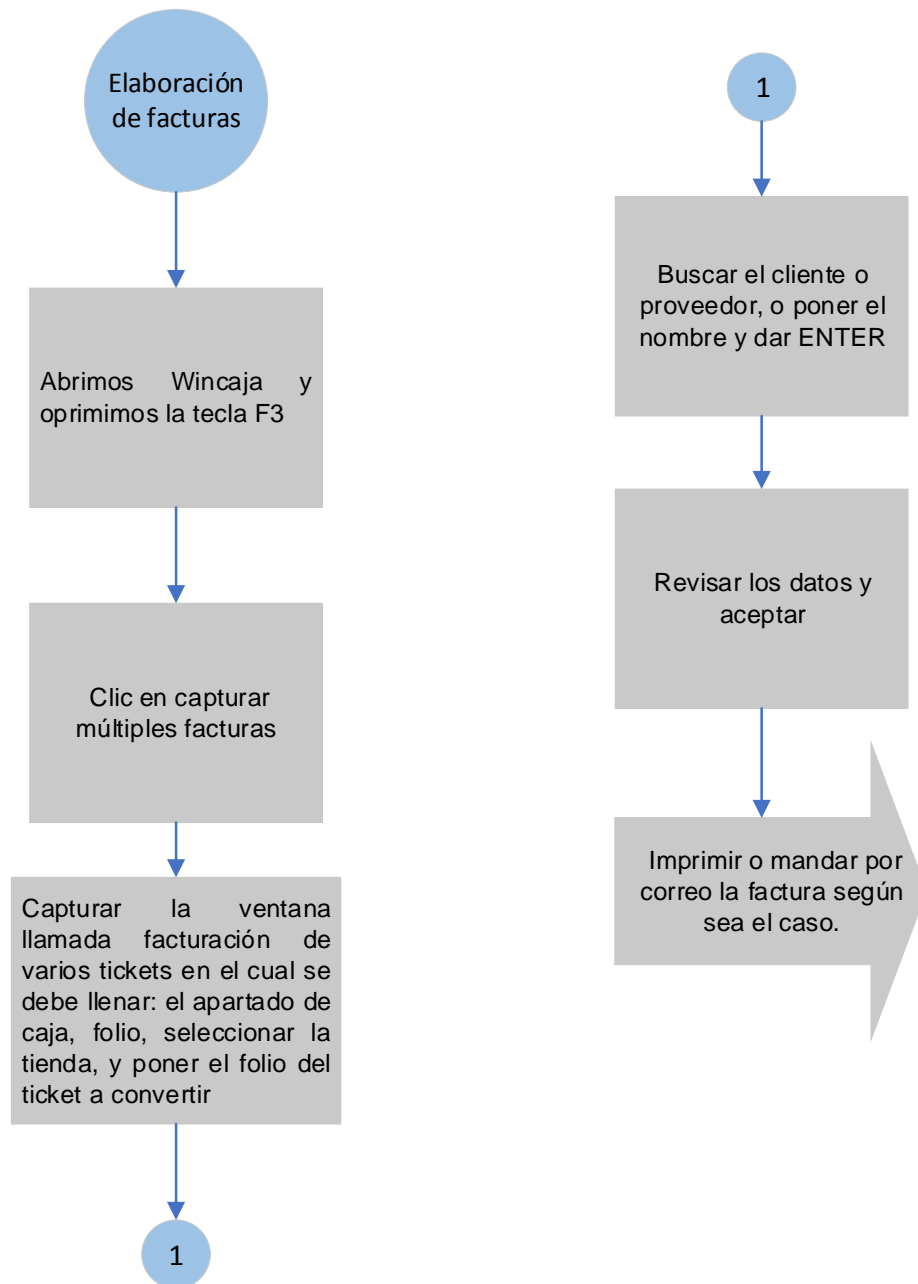 Elaboración
de facturas
Abrimos Wincaja y
oprimimos la tecla F3
Clic en capturar
múltiples facturas
Capturar la ventana
llamada facturación de
varios tickets en el cual se
debe llenar: el apartado de
caja, folio, seleccionar la
tienda, y poner el folio del
ticket a convertir
1
1
Buscar el cliente o
proveedor, o poner el
nombre y dar ENTER
Revisar los datos y
aceptar
Imprimir o mandar por
correo la factura según
sea el caso.